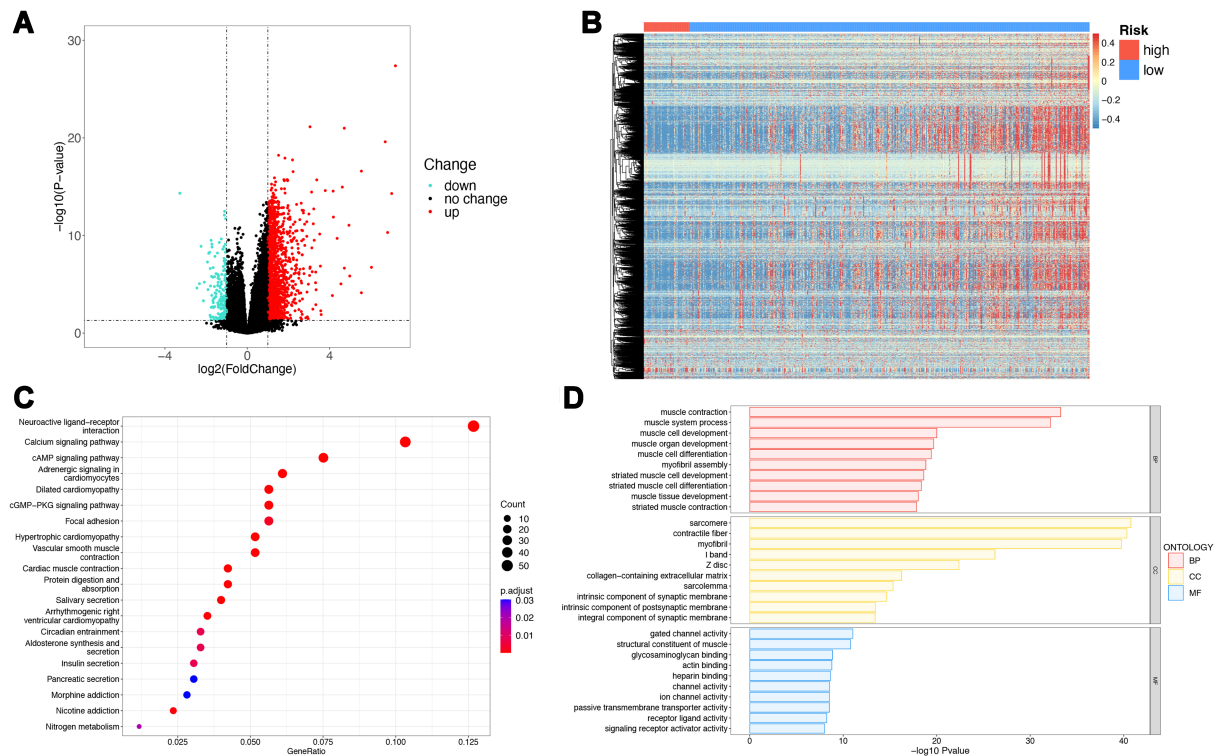 A
30
20
10
0
−4
0
4
−log10(P−value)
log2(FoldChange)
Change
down
no change
up
B
0.4
0.2
0
−0.2
−0.4
Risk
high
low
C
Neuroactive ligand−receptor
interaction
Calcium signaling pathway
cAMP signaling pathway
Adrenergic signaling in
cardiomyocytes
Dilated cardiomyopathy
cGMP−PKG signaling pathway
Focal adhesion
Hypertrophic cardiomyopathy
Vascular smooth muscle
contraction
Cardiac muscle contraction
Protein digestion and
absorption
Salivary secretion
Arrhythmogenic right
ventricular cardiomyopathy
Circadian entrainment
Aldosterone synthesis and
secretion
Insulin secretion
Pancreatic secretion
Morphine addiction
Nicotine addiction
Nitrogen metabolism
0.025
0.050
0.075
0.100
0.125
GeneRatio
Count
10
20
30
40
50
p.adjust
0.03
0.02
0.01
D
muscle contraction
muscle system process
muscle cell development
muscle organ development
muscle cell differentiation
myofibril assembly
striated muscle cell development
striated muscle cell differentiation
muscle tissue development
striated muscle contraction
BP
sarcomere
contractile fiber
myofibril
I band
Z disc
collagen−containing extracellular matrix
sarcolemma
intrinsic component of synaptic membrane
intrinsic component of postsynaptic membrane
integral component of synaptic membrane
CC
gated channel activity
structural constituent of muscle
glycosaminoglycan binding
actin binding
heparin binding
channel activity
ion channel activity
passive transmembrane transporter activity
receptor ligand activity
signaling receptor activator activity
MF
0
10
20
30
40
−log10 Pvalue
ONTOLOGY
BP
CC
MF